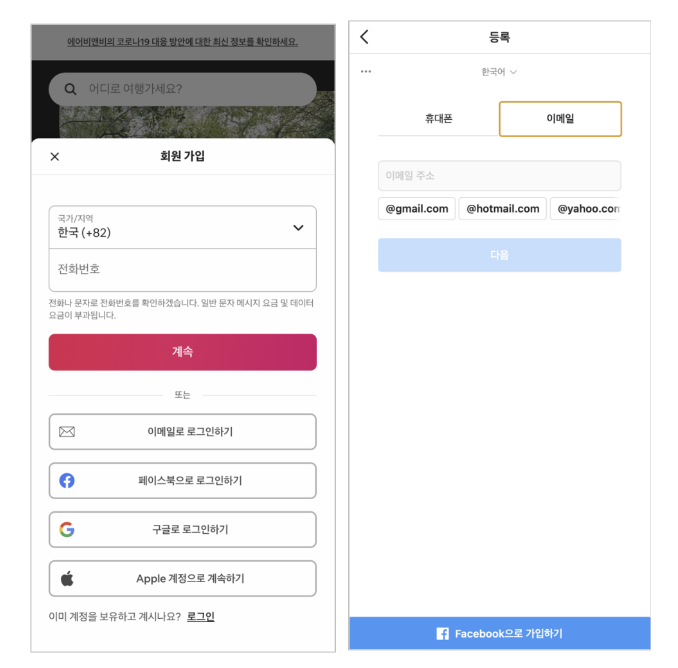 에어비앤비의 코로나19 대응 방안에 대한 최신 정보를 확인하세요.
어디로 여행가세요?
회원 가입
국가/지역
한국 (+82)
전화번호
전화나 문자로 전화번호를 확인하겠습니다. 일반 문자 메시지 요금 및 데이터
요금이 부과됩니다.
계속
또는
이메일로 로그인하기
페이스북으로 로그인하기
구글로 로그인하기
Apple 계정으로 계속하기
이미 계정을 보유하고 계시나요? 로그인
등록
한국어
휴대폰 이메일
이메일 주소
@gmail.com @hotmail.com @yahoo.com
다음
Facebook으로 가입하기